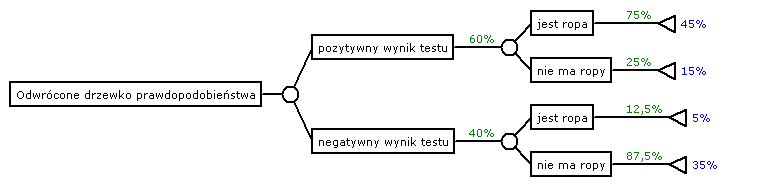 Odwrócone drzewko prawdopodobieństwa
pozytywny wynik testu
60%
jest ropa
75%
45%
nie ma ropy
25%
15%
negatywny wynik testu
40%
jest ropa
12,5%
5%
nie ma ropy
87,5%
35%